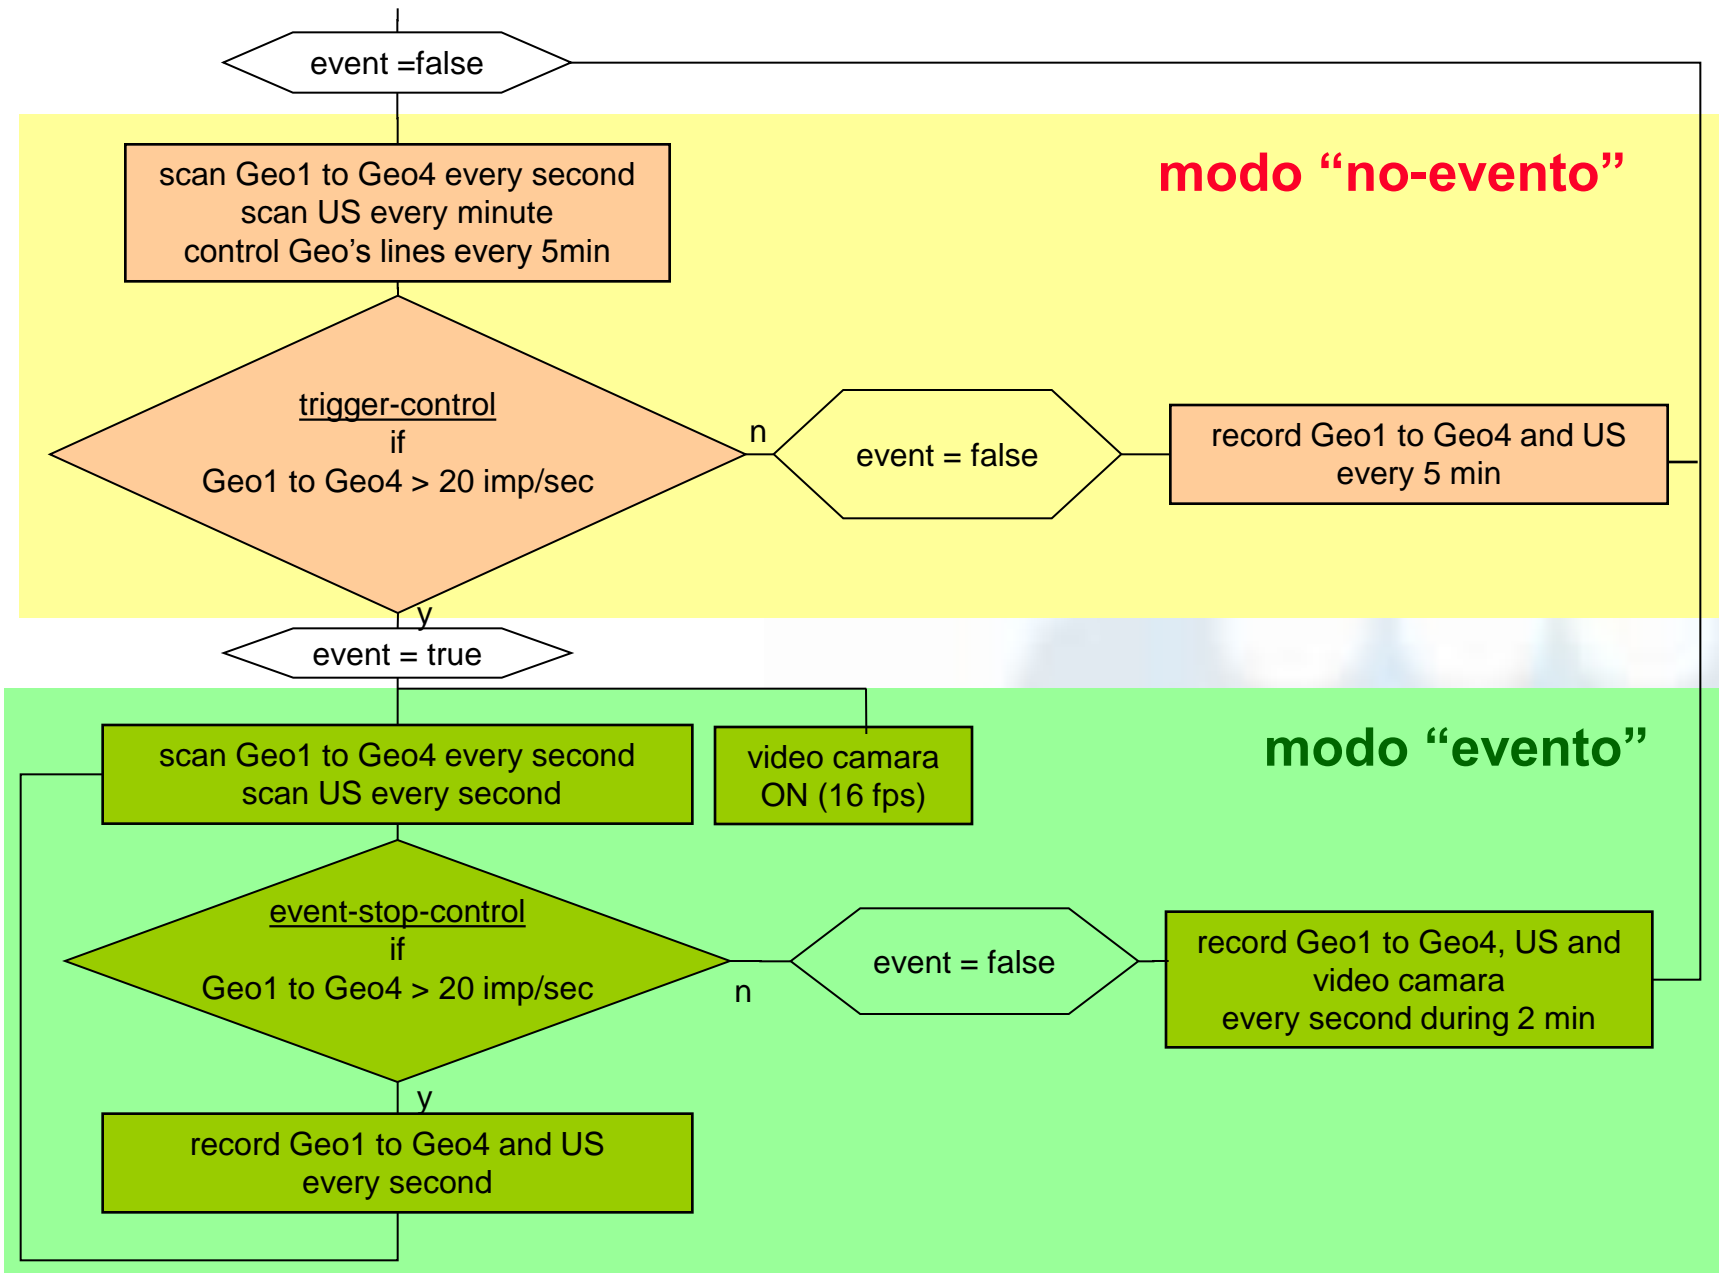 event =false
modo “no-evento”
scan Geo1 to Geo4 every second
scan US every minute
control Geo’s lines every 5min
trigger-control
if
Geo1 to Geo4 > 20 imp/sec
n
event = false
record Geo1 to Geo4 and US
every 5 min
y
event = true
modo “evento”
scan Geo1 to Geo4 every second
scan US every second
video camara
ON (16 fps)
event-stop-control
if
Geo1 to Geo4 > 20 imp/sec
n
event = false
record Geo1 to Geo4, US and
video camara
every second during 2 min
y
record Geo1 to Geo4 and US
every second